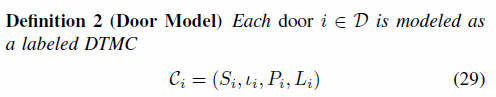 Definition 2 (Door Model) Each door i ∈ 𝒟 is modeled as
a labeled DTMC
𝒞ᵢ = (Sᵢ, ιᵢ, Pᵢ, Lᵢ) (29)